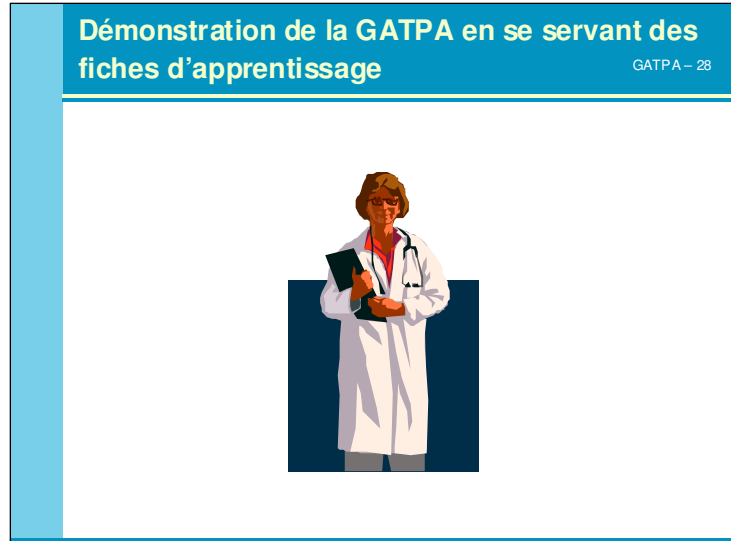 Démonstration de la GATPA en se servant des
fiches d’apprentissage
GATPA – 28